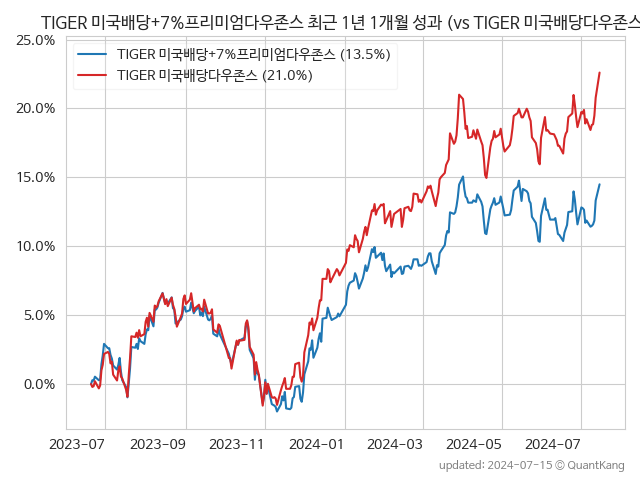 TIGER 미국배당+7%프리미엄다우존스 최근 1년 1개월 성과 (vs TIGER 미국배당다우존스
25.0%
TIGER 미국배당+7%프리미엄다우존스 (13.5%)
TIGER 미국배당다우존스 (21.0%)
20.0%
15.0%
10.0%
5.0%
0.0%
2023-07 2023-09 2023-11 2024-01 2024-03 2024-05 2024-07
updated: 2024-07-15 © QuantKang